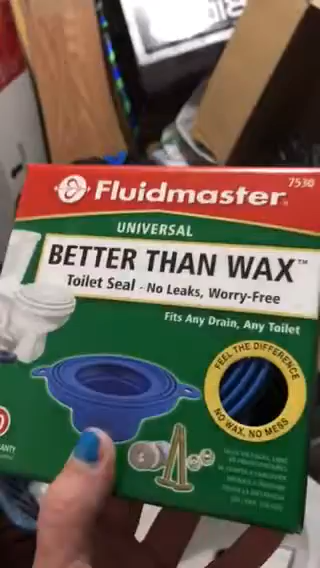 Fluidmaster
7530
UNIVERSAL
BETTER THAN WAX™
Toilet Seal - No Leaks, Worry-Free
Fits Any Drain, Any Toilet
FEEL THE DIFFERENCE
NO WAX, NO MESS